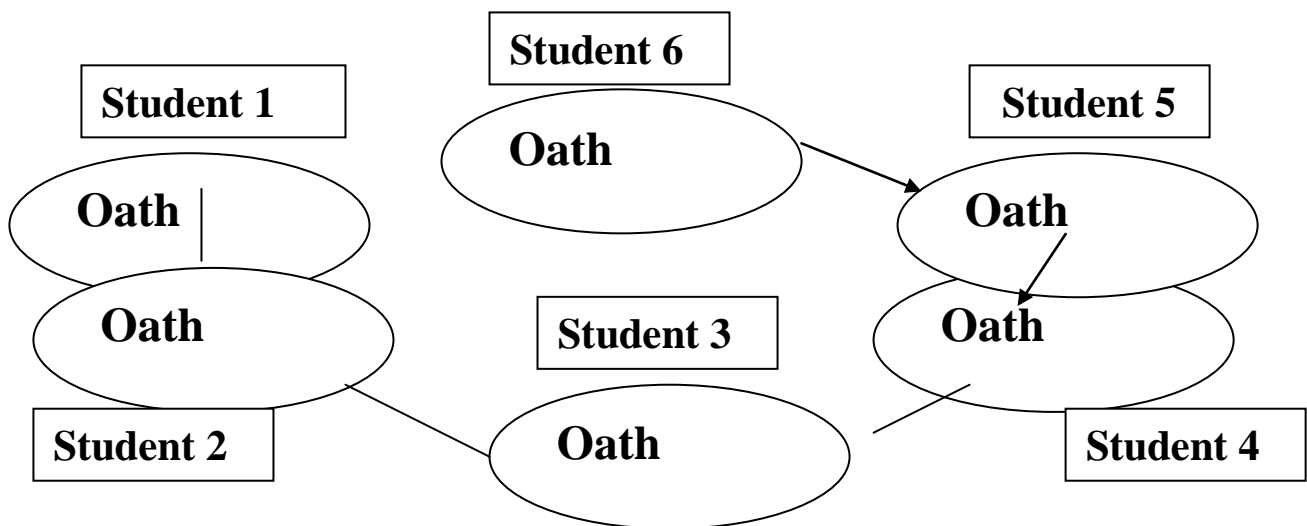 Student 6
Student 1
Student 5
Oath
Oath
Oath
Oath
Student 3
Oath
Student 2
Oath
Student 4